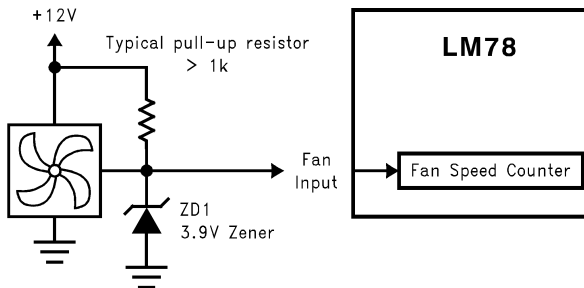 +12V
Typical pull-up resistor
> 1k
LM78
Fan
Input
Fan Speed Counter
ZD1
3.9V Zener